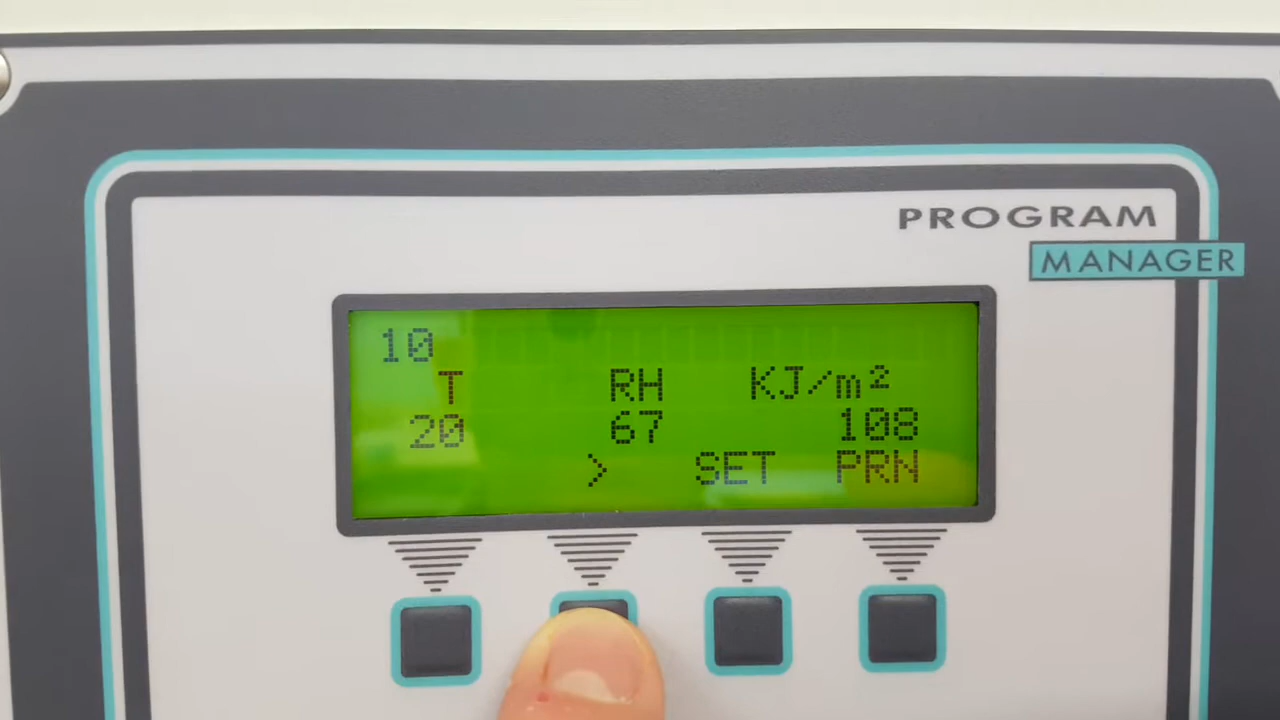 PROGRAM
MANAGER
10
T RH KJ/m²
20 67 108
> SET PRN